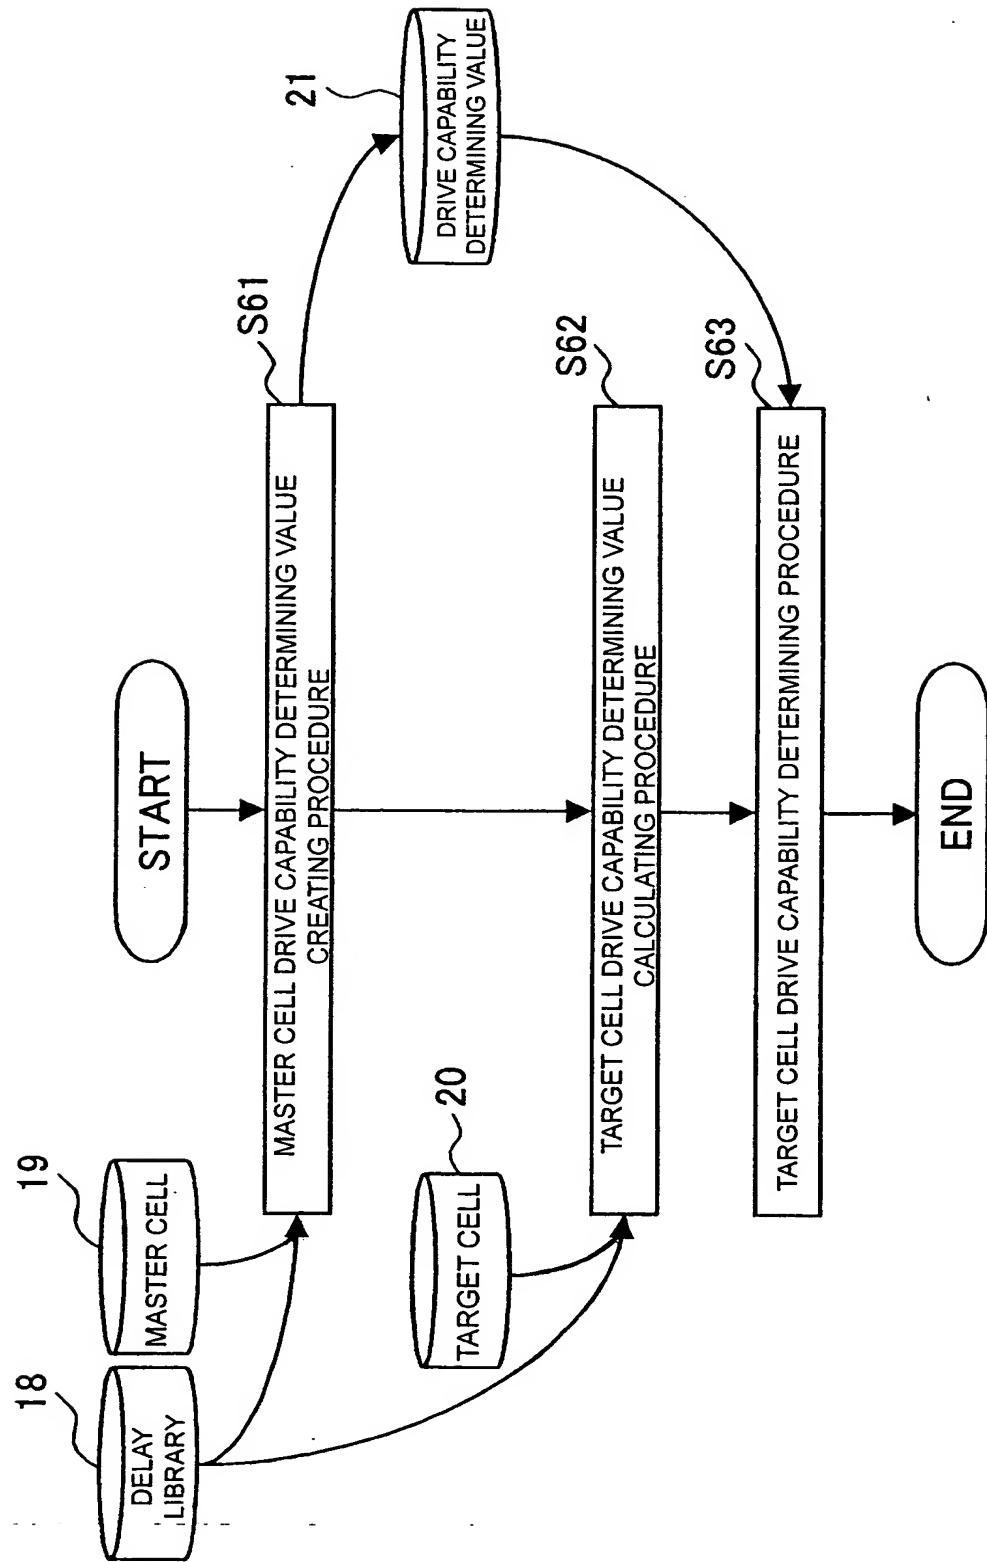 18
DELAY
LIBRARY
19
MASTER CELL
START
S61
MASTER CELL DRIVE CAPABILITY DETERMINING VALUE
CREATING PROCEDURE
21
DRIVE CAPABILITY
DETERMINING VALUE
20
TARGET CELL
S62
TARGET CELL DRIVE CAPABILITY DETERMINING VALUE
CALCULATING PROCEDURE
S63
TARGET CELL DRIVE CAPABILITY DETERMINING PROCEDURE
END